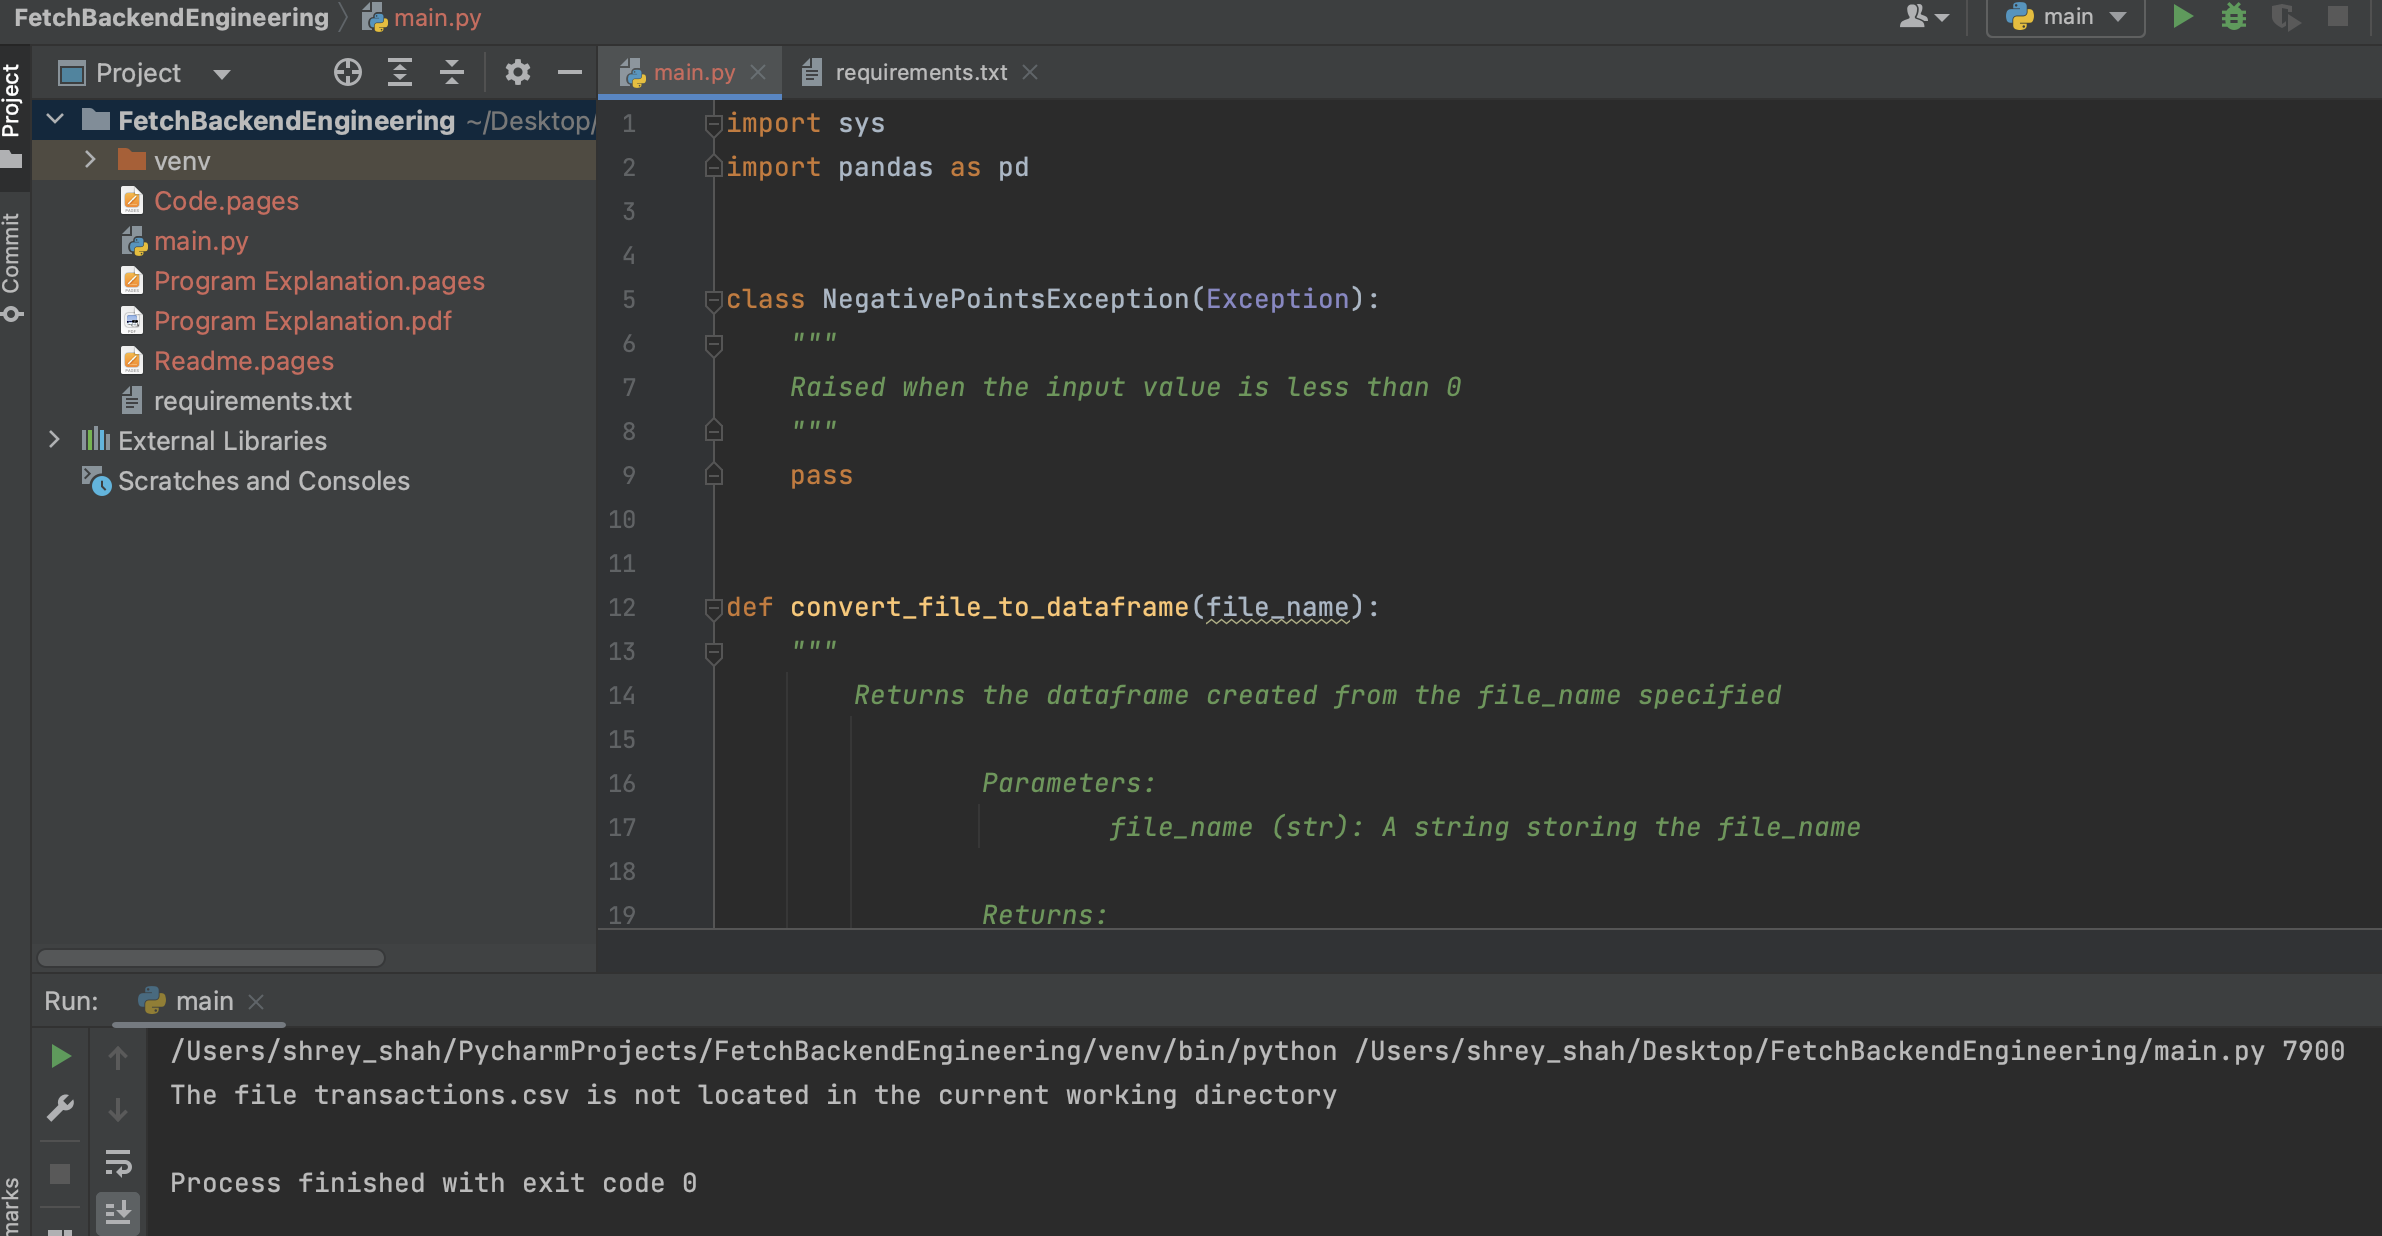 FetchBackendEngineering main.py
main
Project
Commit
marks
Project
FetchBackendEngineering ~/Desktop/
venv
Code.pages
main.py
Program Explanation.pages
Program Explanation.pdf
Readme.pages
requirements.txt
External Libraries
Scratches and Consoles
main.py requirements.txt
1 import sys
2 import pandas as pd
3
4
5 class NegativePointsException(Exception):
6 """
7 Raised when the input value is less than 0
8 """
9 pass
10
11
12 def convert_file_to_dataframe(file_name):
13 """
14 Returns the dataframe created from the file_name specified
15
16 Parameters:
17 file_name (str): A string storing the file_name
18
19 Returns:
Run: main
/Users/shrey_shah/PycharmProjects/FetchBackendEngineering/venv/bin/python /Users/shrey_shah/Desktop/FetchBackendEngineering/main.py 7900
The file transactions.csv is not located in the current working directory
Process finished with exit code 0